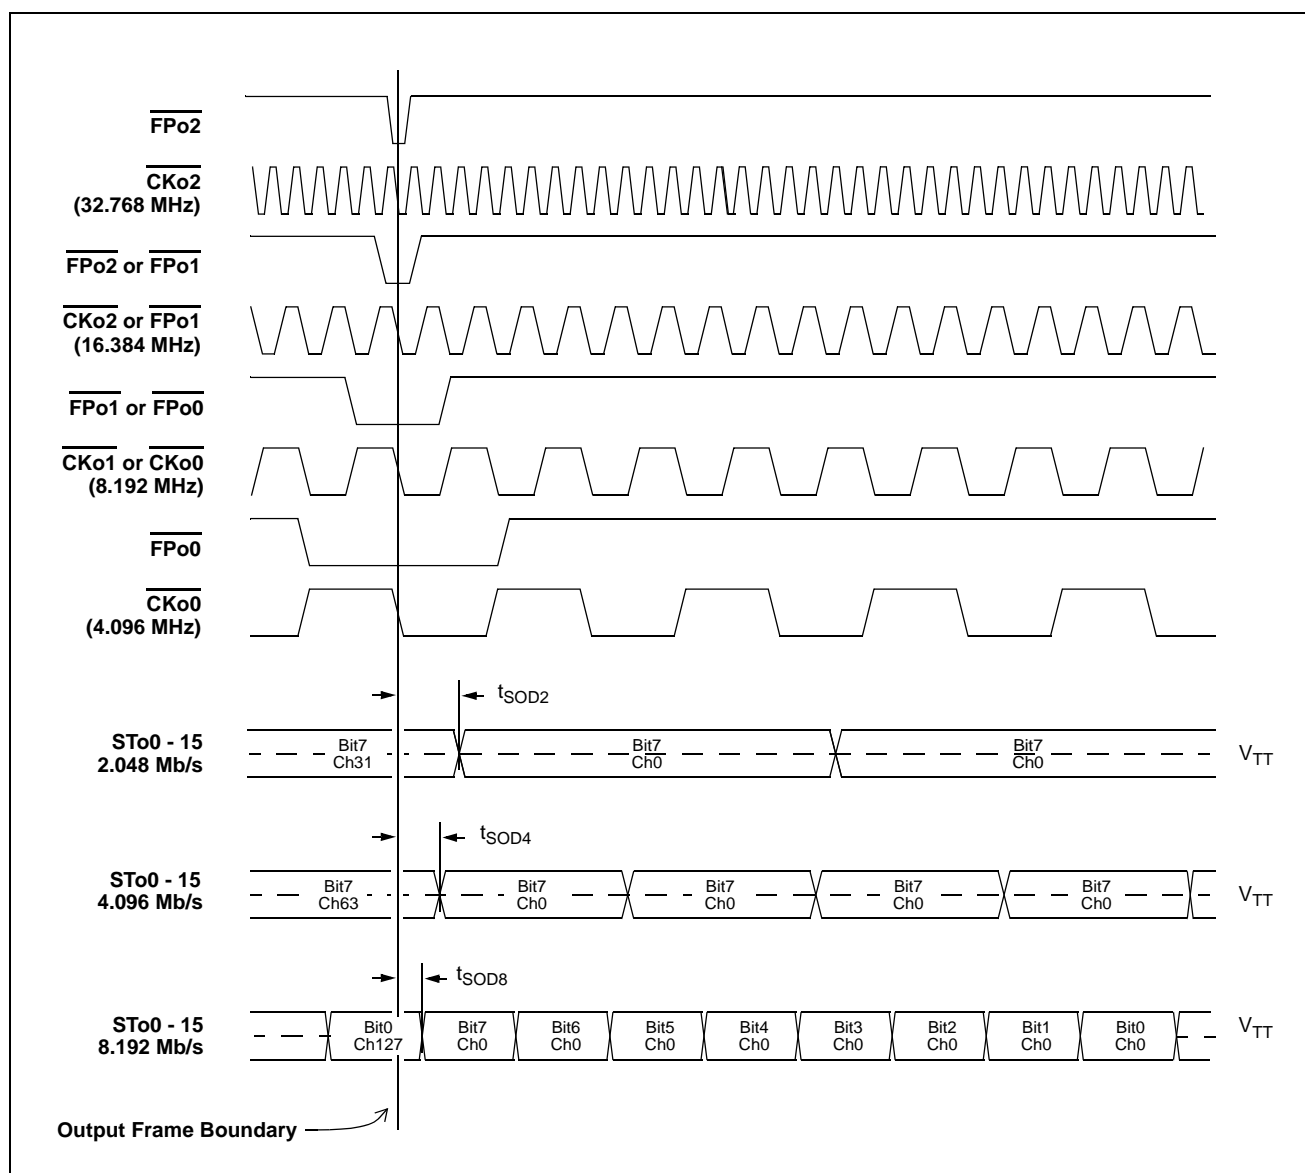 FPo2
CKo2
(32.768 MHz)
FPo2 or FPo1
CKo2 or FPo1
(16.384 MHz)
FPo1 or FPo0
CKo1 or CKo0
(8.192 MHz)
FPo0
CKo0
(4.096 MHz)
tSOD2
STo0 - 15
2.048 Mb/s
Bit7
Ch31
Bit7
Ch0
Bit7
Ch0
VTT
tSOD4
STo0 - 15
4.096 Mb/s
Bit7
Ch63
Bit7
Ch0
Bit7
Ch0
Bit7
Ch0
Bit7
Ch0
VTT
tSOD8
STo0 - 15
8.192 Mb/s
Bit0
Ch127
Bit7
Ch0
Bit6
Ch0
Bit5
Ch0
Bit4
Ch0
Bit3
Ch0
Bit2
Ch0
Bit1
Ch0
Bit0
Ch0
VTT
Output Frame Boundary